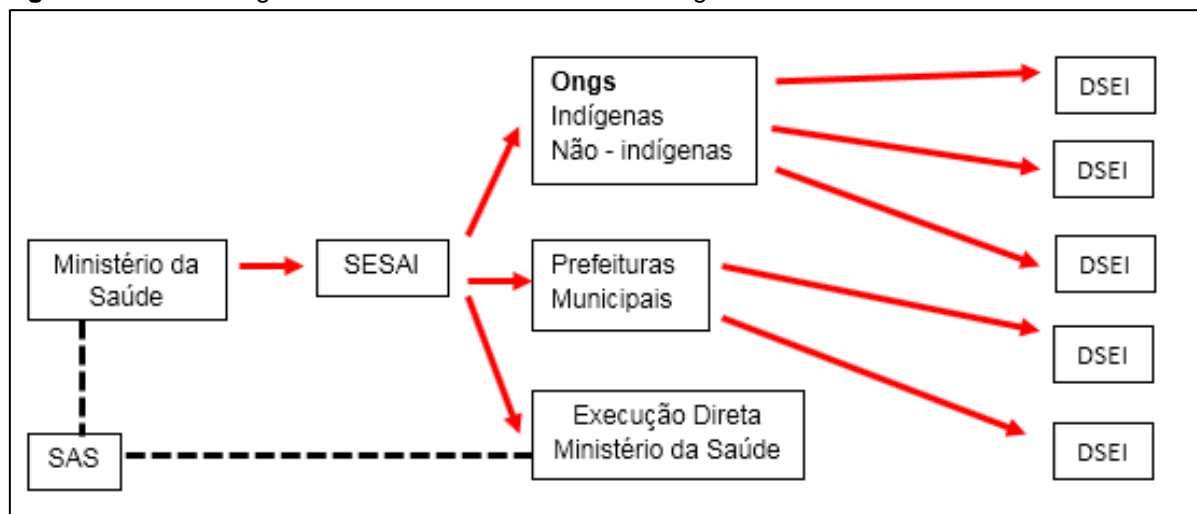 Ministério da
Saúde
SAS
SESAI
Ongs
Indígenas
Não - indígenas
Prefeituras
Municipais
Execução Direta
Ministério da Saúde
DSEI
DSEI
DSEI
DSEI
DSEI